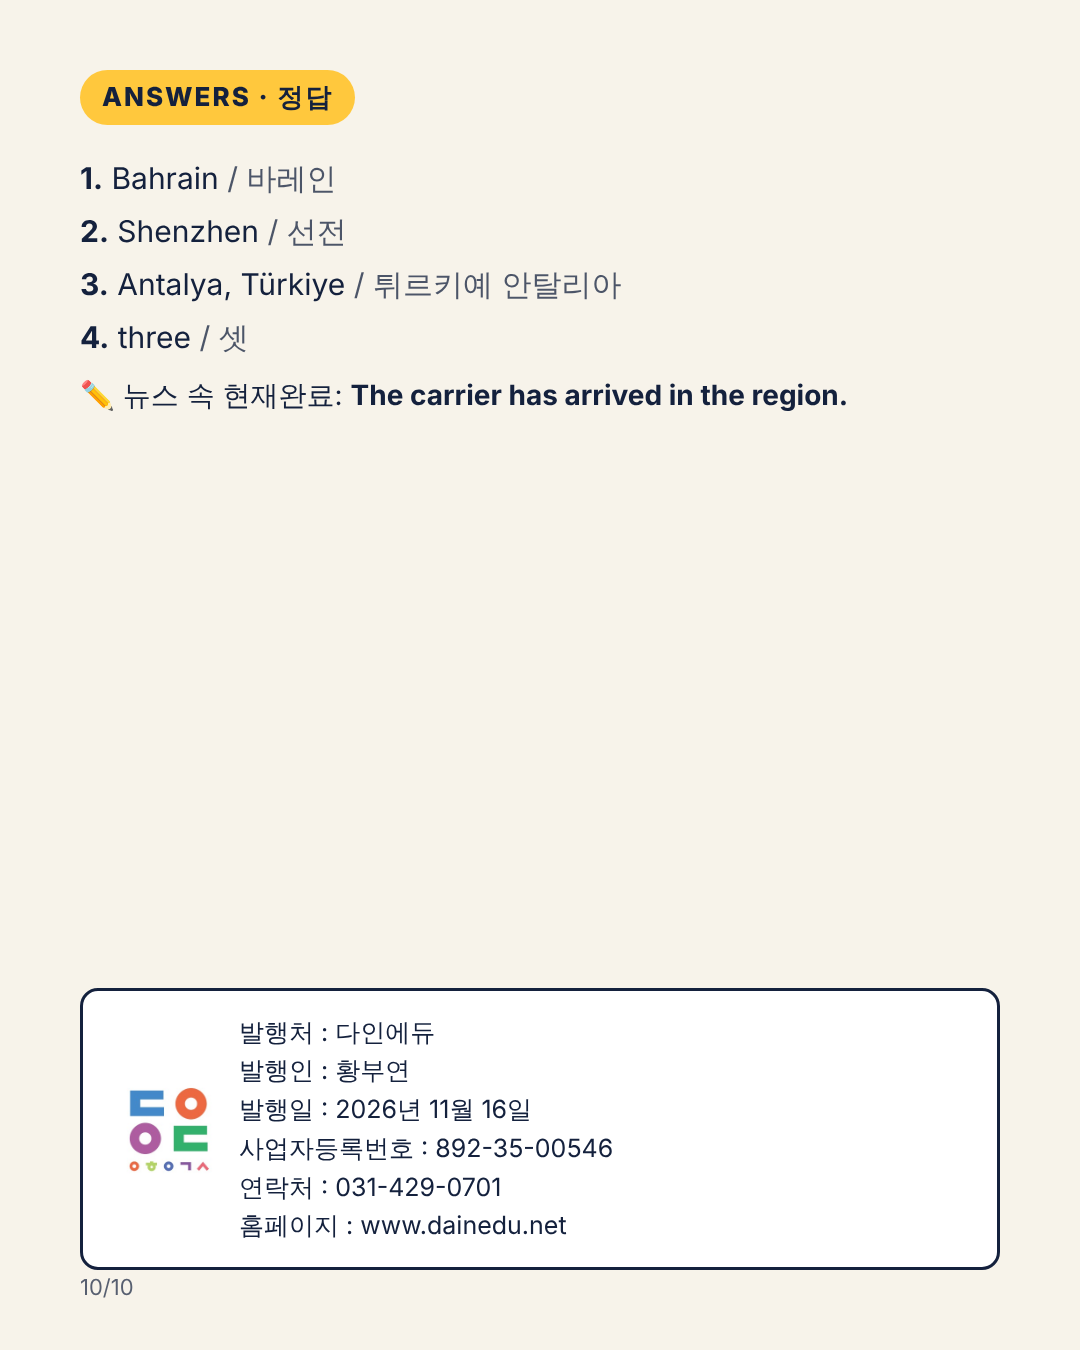 ANSWERS · 정답
1. Bahrain / 바레인
2. Shenzhen / 선전
3. Antalya, Türkiye / 튀르키예 안탈리아
4. three / 셋
✏️ 뉴스 속 현재완료: The carrier has arrived in the region.
발행처 : 다인에듀
발행인 : 황부연
발행일 : 2026년 11월 16일
사업자등록번호 : 892-35-00546
연락처 : 031-429-0701
홈페이지 : www.dainedu.net
10/10